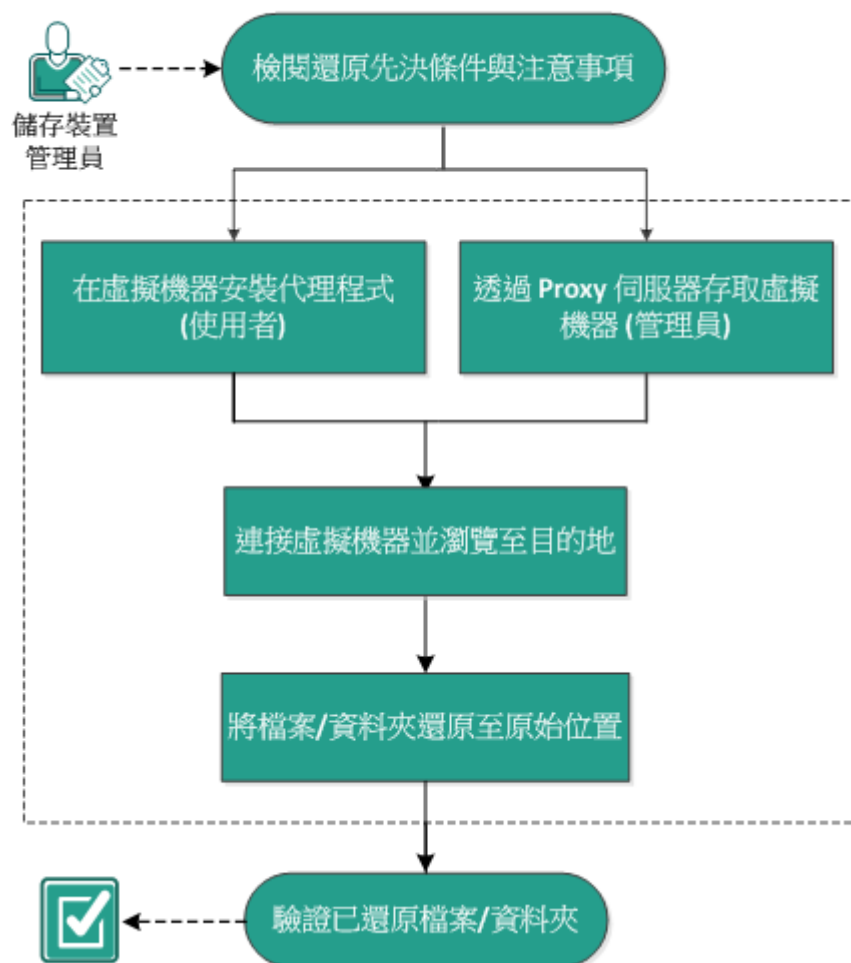 檢閱還原先決條件與注意事項
儲存裝置
管理員
在虛擬機器安裝代理程式
(使用者)
透過 Proxy 伺服器存取虛擬
機器 (管理員)
連接虛擬機器並瀏覽至目的地
將檔案/資料夾還原至原始位置
驗證已還原檔案/資料夾